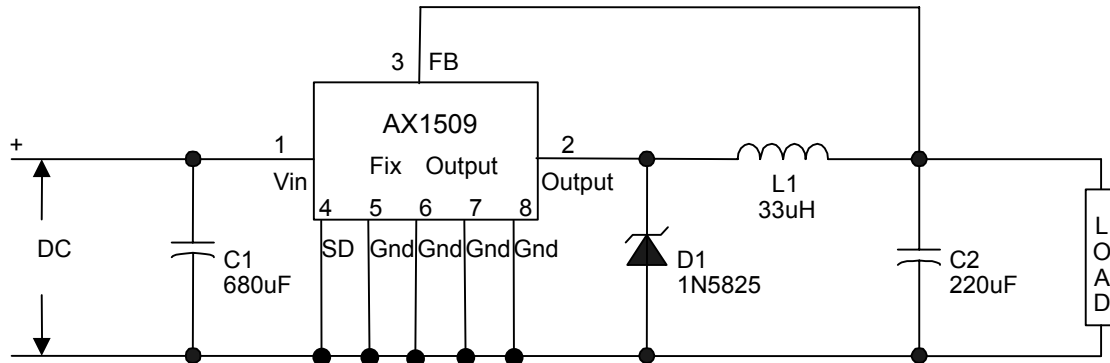 3 FB
AX1509
+
1
2
Fix Output
Vin
Output
L1
33uH
4 5 6 7 8
SD Gnd Gnd Gnd Gnd
DC
C1
680uF
D1
1N5825
C2
220uF
LOAD